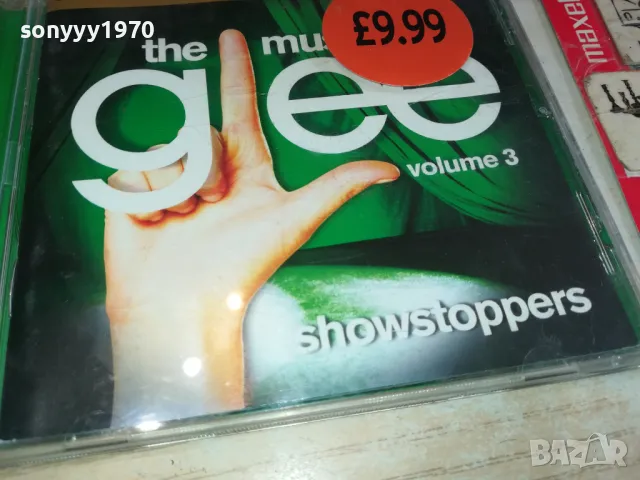 sonyyy1970
£9.99
the mus
glee
volume 3
showstoppers
maxell
BAZAR